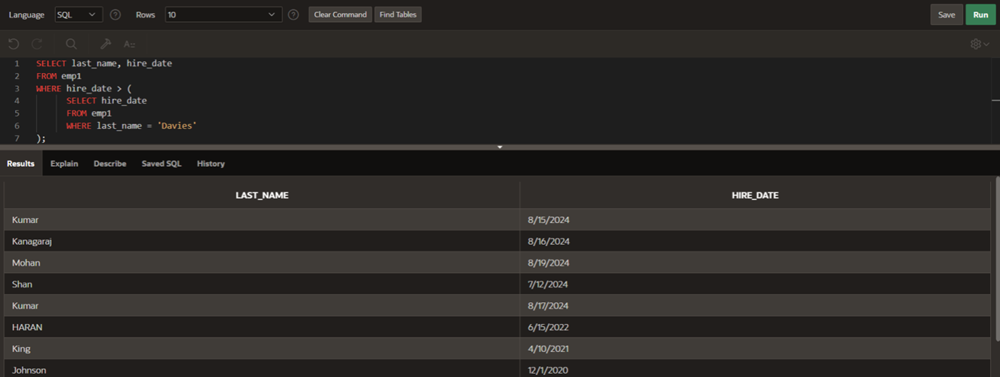 Language SQL Rows 10 Clear Command Find Tables Save Run
Aa
1 SELECT last_name, hire_date
2 FROM emp1
3 WHERE hire_date > (
4 SELECT hire_date
5 FROM emp1
6 WHERE last_name = 'Davies'
7 );
Results Explain Describe Saved SQL History
LAST_NAME HIRE_DATE
Kumar 8/15/2024
Kanagaraj 8/16/2024
Mohan 8/19/2024
Shan 7/12/2024
Kumar 8/17/2024
HARAN 6/15/2022
King 4/10/2021
Johnson 12/1/2020